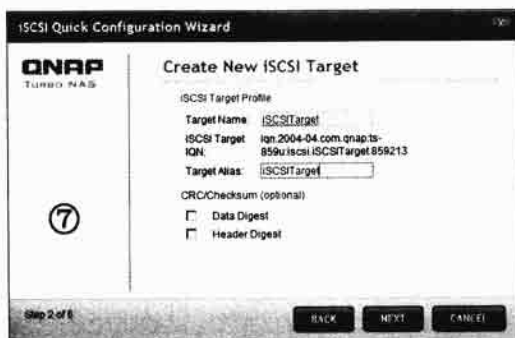 iSCSI Quick Configuration Wizard
QNAP
TURBO NAS
Create New iSCSI Target
iSCSI Target Profile
Target Name: iSCSITarget
iSCSI Target IQN: iqn.2004-04.com.qnap:ts-
859u:iscsi.iSCSITarget.859213
Target Alias: iSCSITarget
CRC/Checksum (optional)
Data Digest
Header Digest
⑦
Step 2 of 6
BACK
NEXT
CANCEL